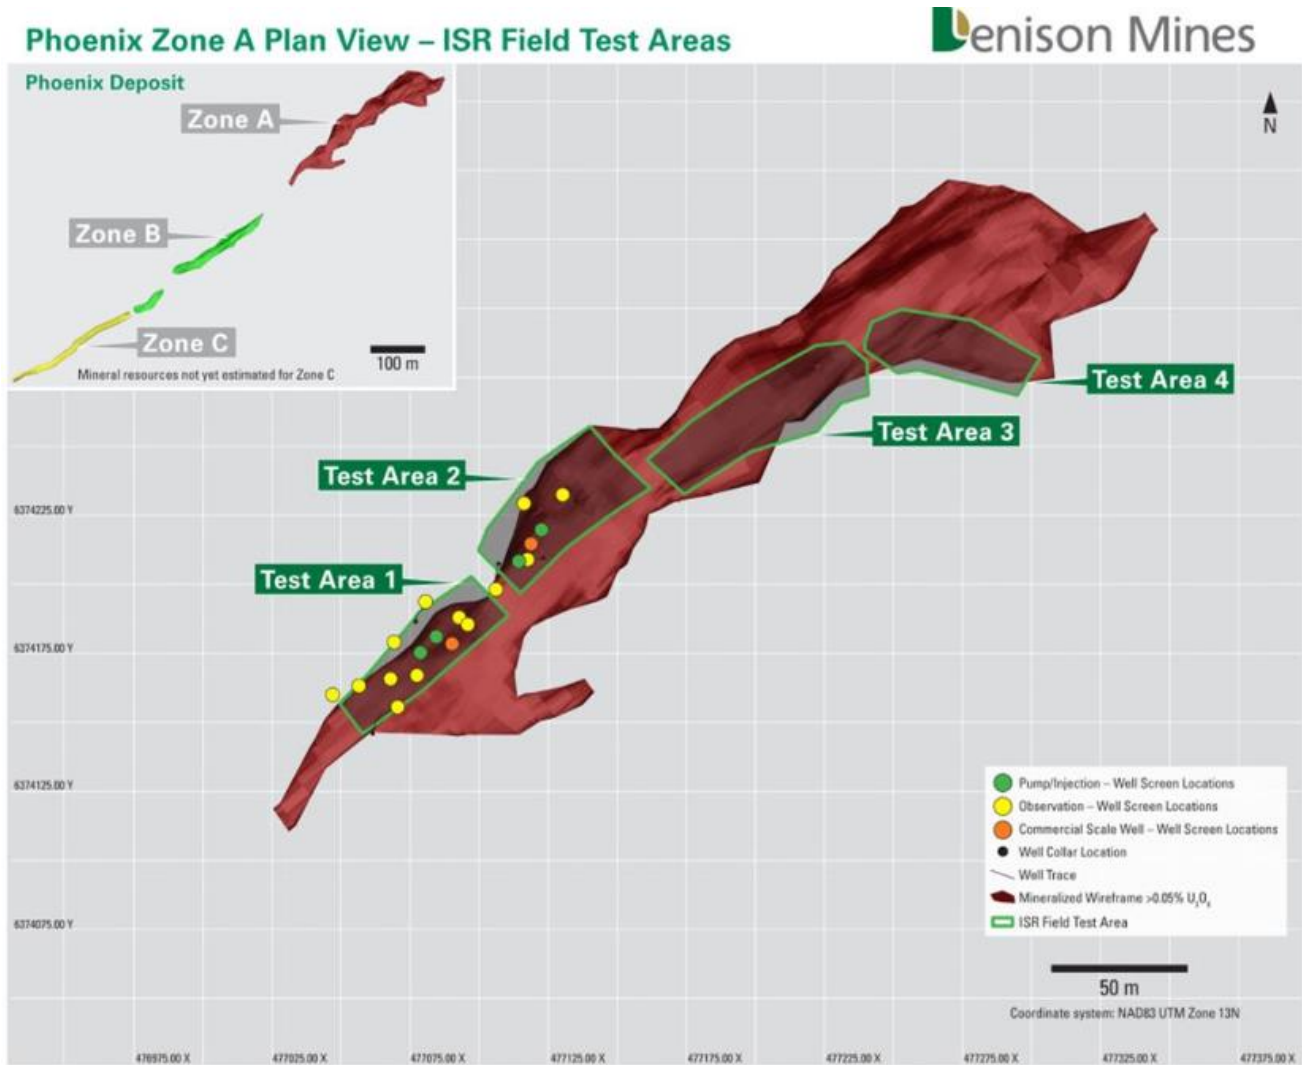 Phoenix Zone A Plan View – ISR Field Test Areas
Denison Mines
Phoenix Deposit
Zone A
Zone B
Zone C
100 m
Mineral resources not yet estimated for Zone C
N
Test Area 4
Test Area 3
Test Area 2
Test Area 1
6374225.00 Y
6374175.00 Y
6374125.00 Y
6374075.00 Y
Pump/Injection – Well Screen Locations
Observation – Well Screen Locations
Commercial Scale Well – Well Screen Locations
Well Collar Location
Well Trace
Mineralized Wireframe >0.05% U₃O₈
ISR Field Test Area
50 m
Coordinate system: NAD83 UTM Zone 13N
476975.00 X
477025.00 X
477075.00 X
477125.00 X
477175.00 X
477225.00 X
477275.00 X
477325.00 X
477375.00 X